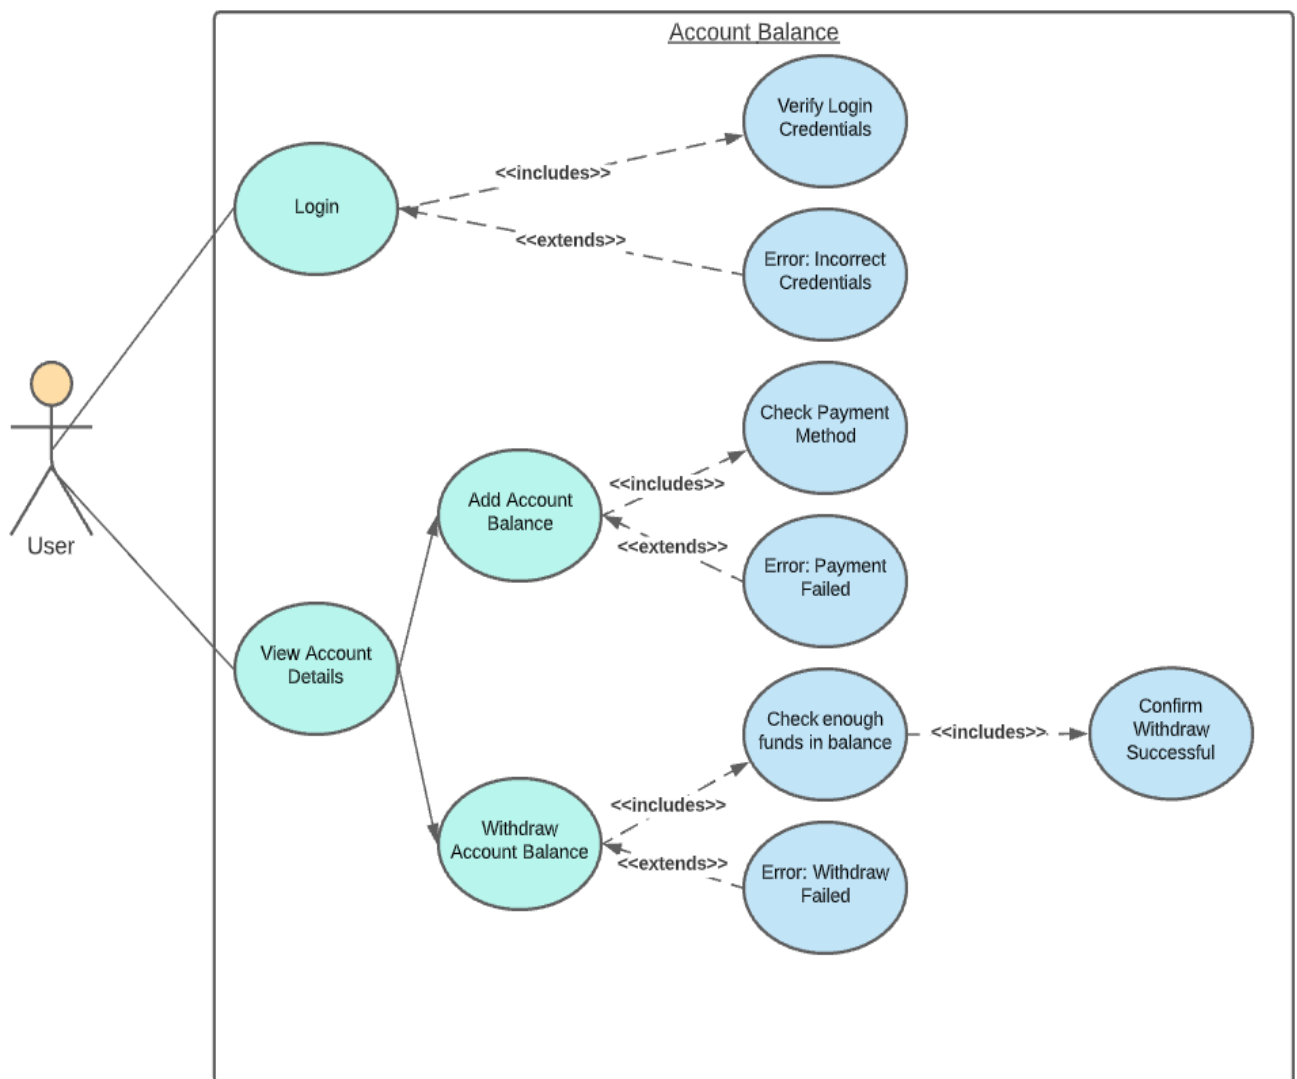 Account Balance
Verify Login
Credentials
<<includes>>
Login
<<extends>>
Error: Incorrect
Credentials
Check Payment
Method
<<includes>>
Add Account
Balance
<<extends>>
Error: Payment
Failed
User
View Account
Details
Check enough
funds in balance
<<includes>>
Confirm
Withdraw
Successful
<<includes>>
Withdraw
Account Balance
<<extends>>
Error: Withdraw
Failed